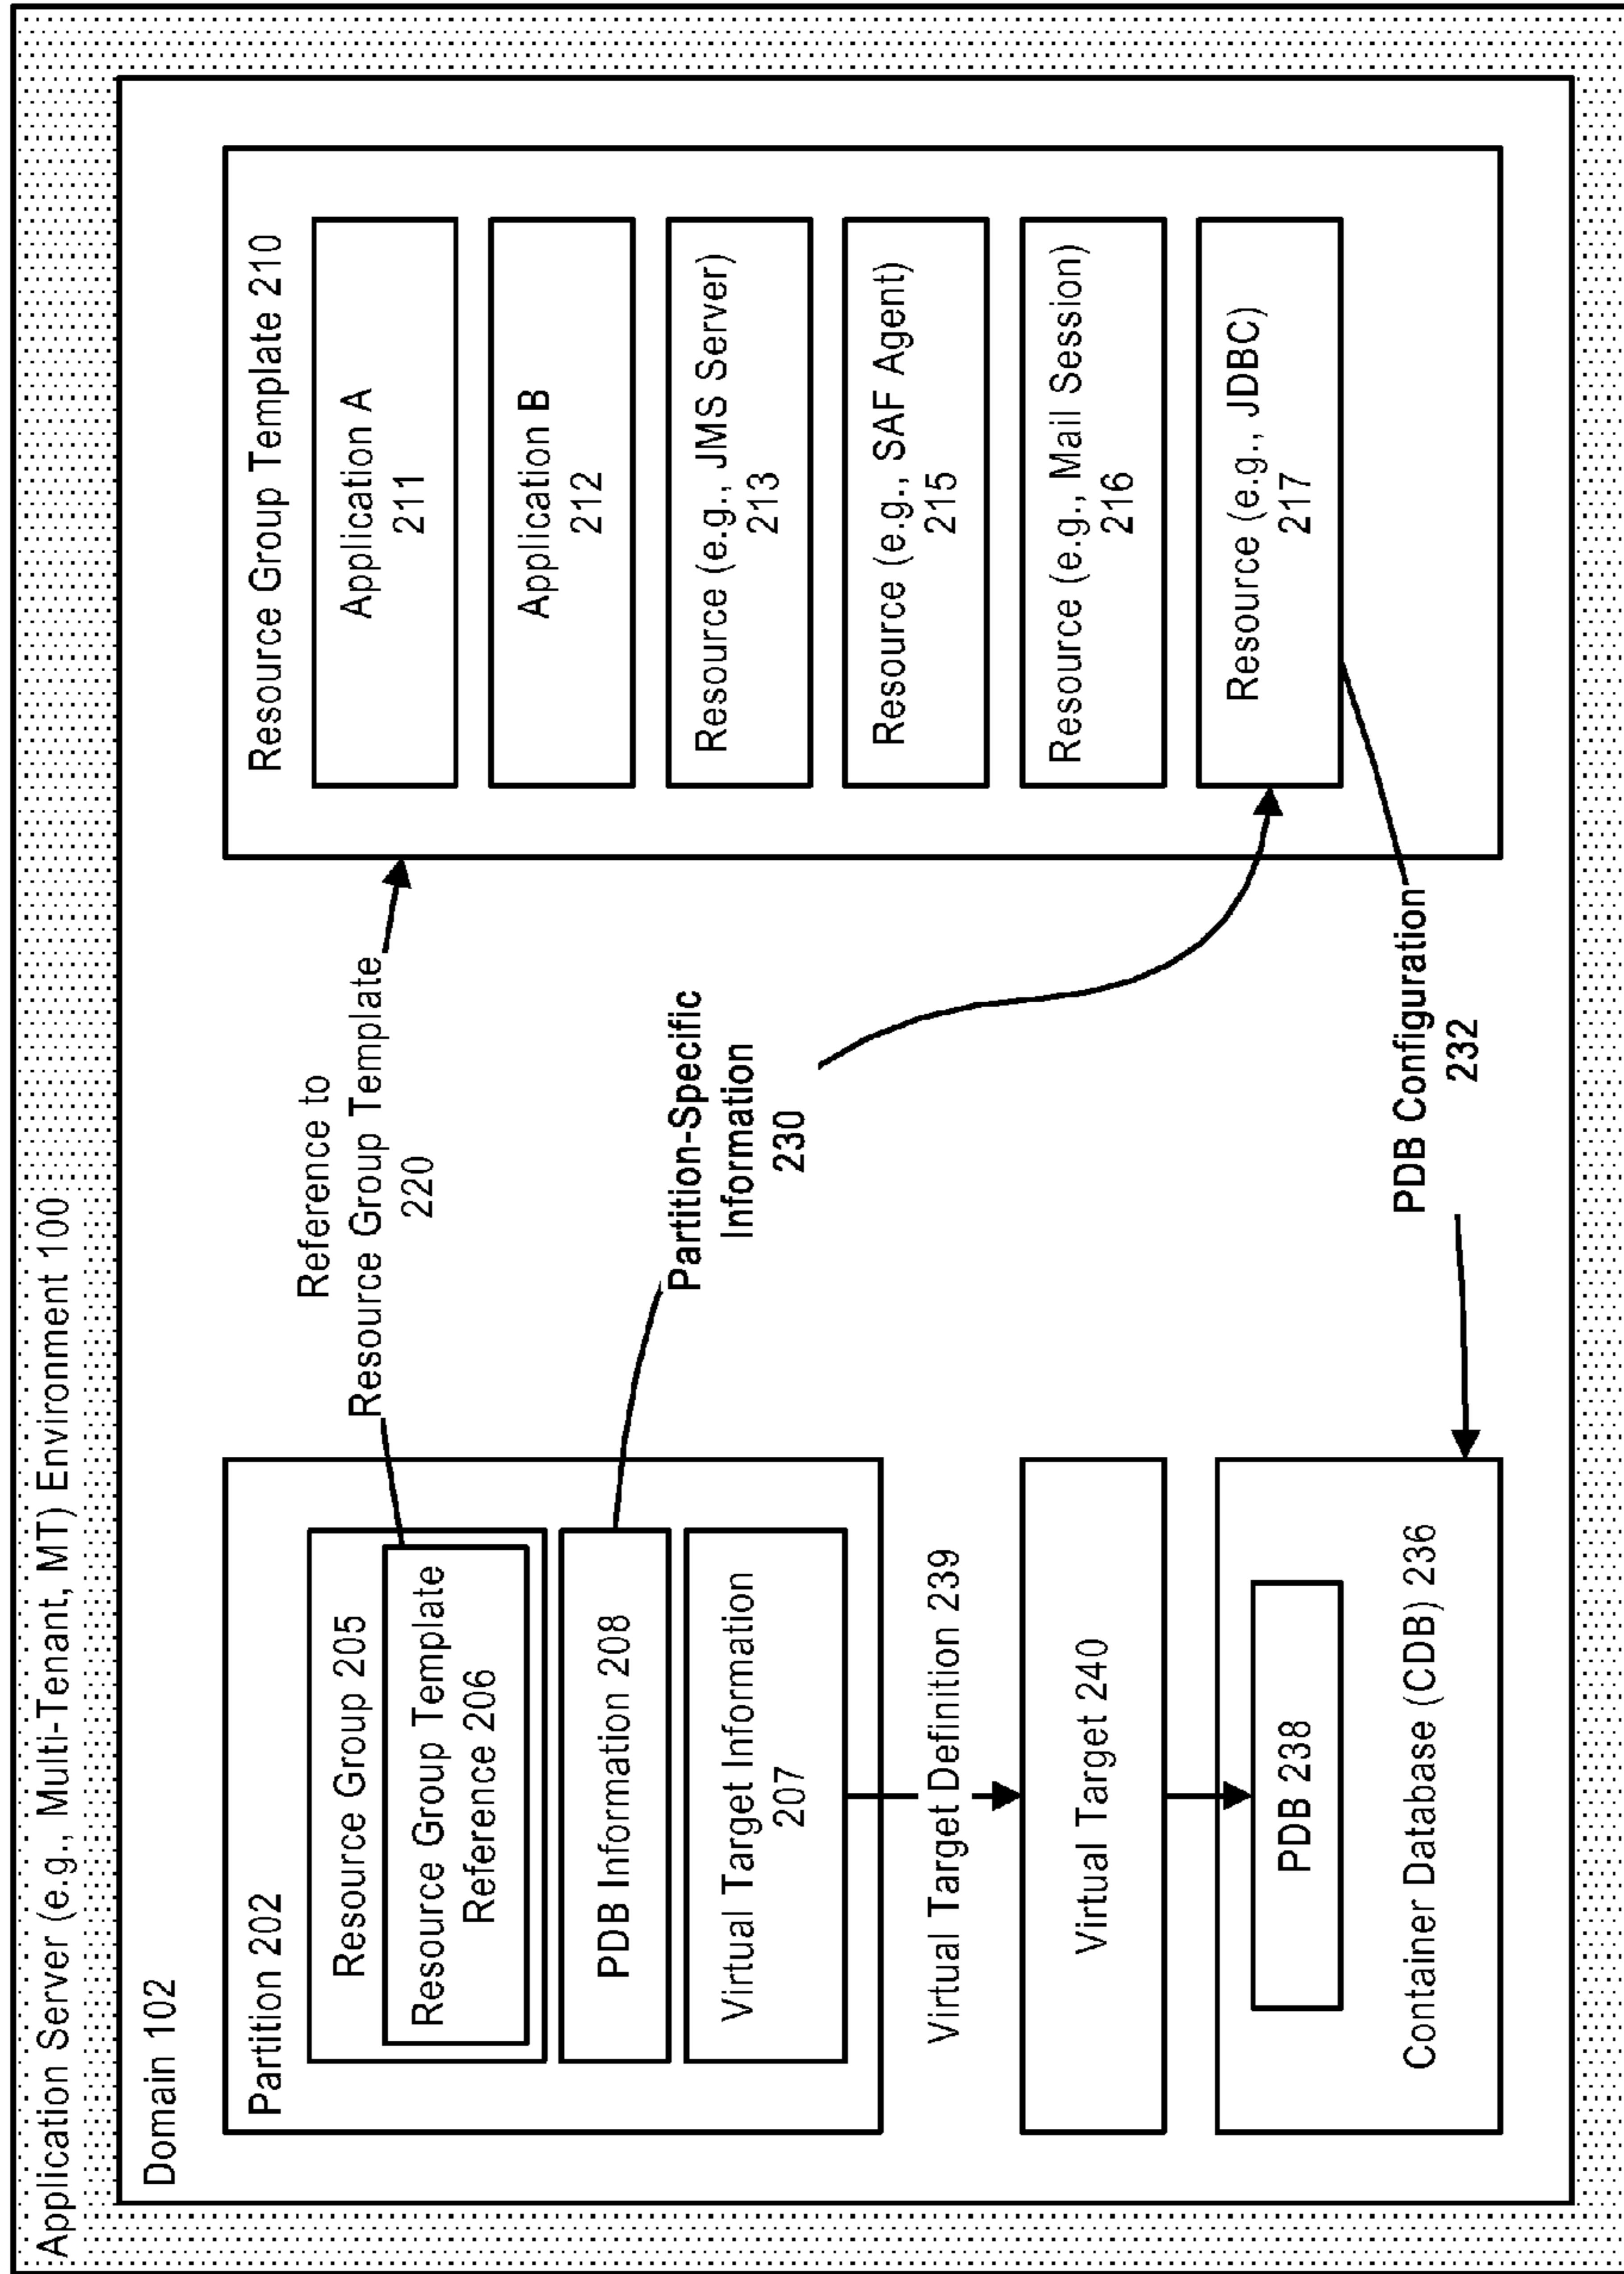 Application Server (e.g., Multi-Tenant, MT) Environment 100
Domain 102
Partition 202
Resource Group 205
Resource Group Template
Reference 206
PDB Information 208
Virtual Target Information
207
Virtual Target Definition 239
Virtual Target 240
PDB 238
Container Database (CDB) 236
Reference to
Resource Group Template
220
Partition-Specific
Information
230
PDB Configuration
232
Resource Group Template 210
Application A
211
Application B
212
Resource (e.g., JMS Server)
213
Resource (e.g., SAF Agent)
215
Resource (e.g., Mail Session)
216
Resource (e.g., JDBC)
217